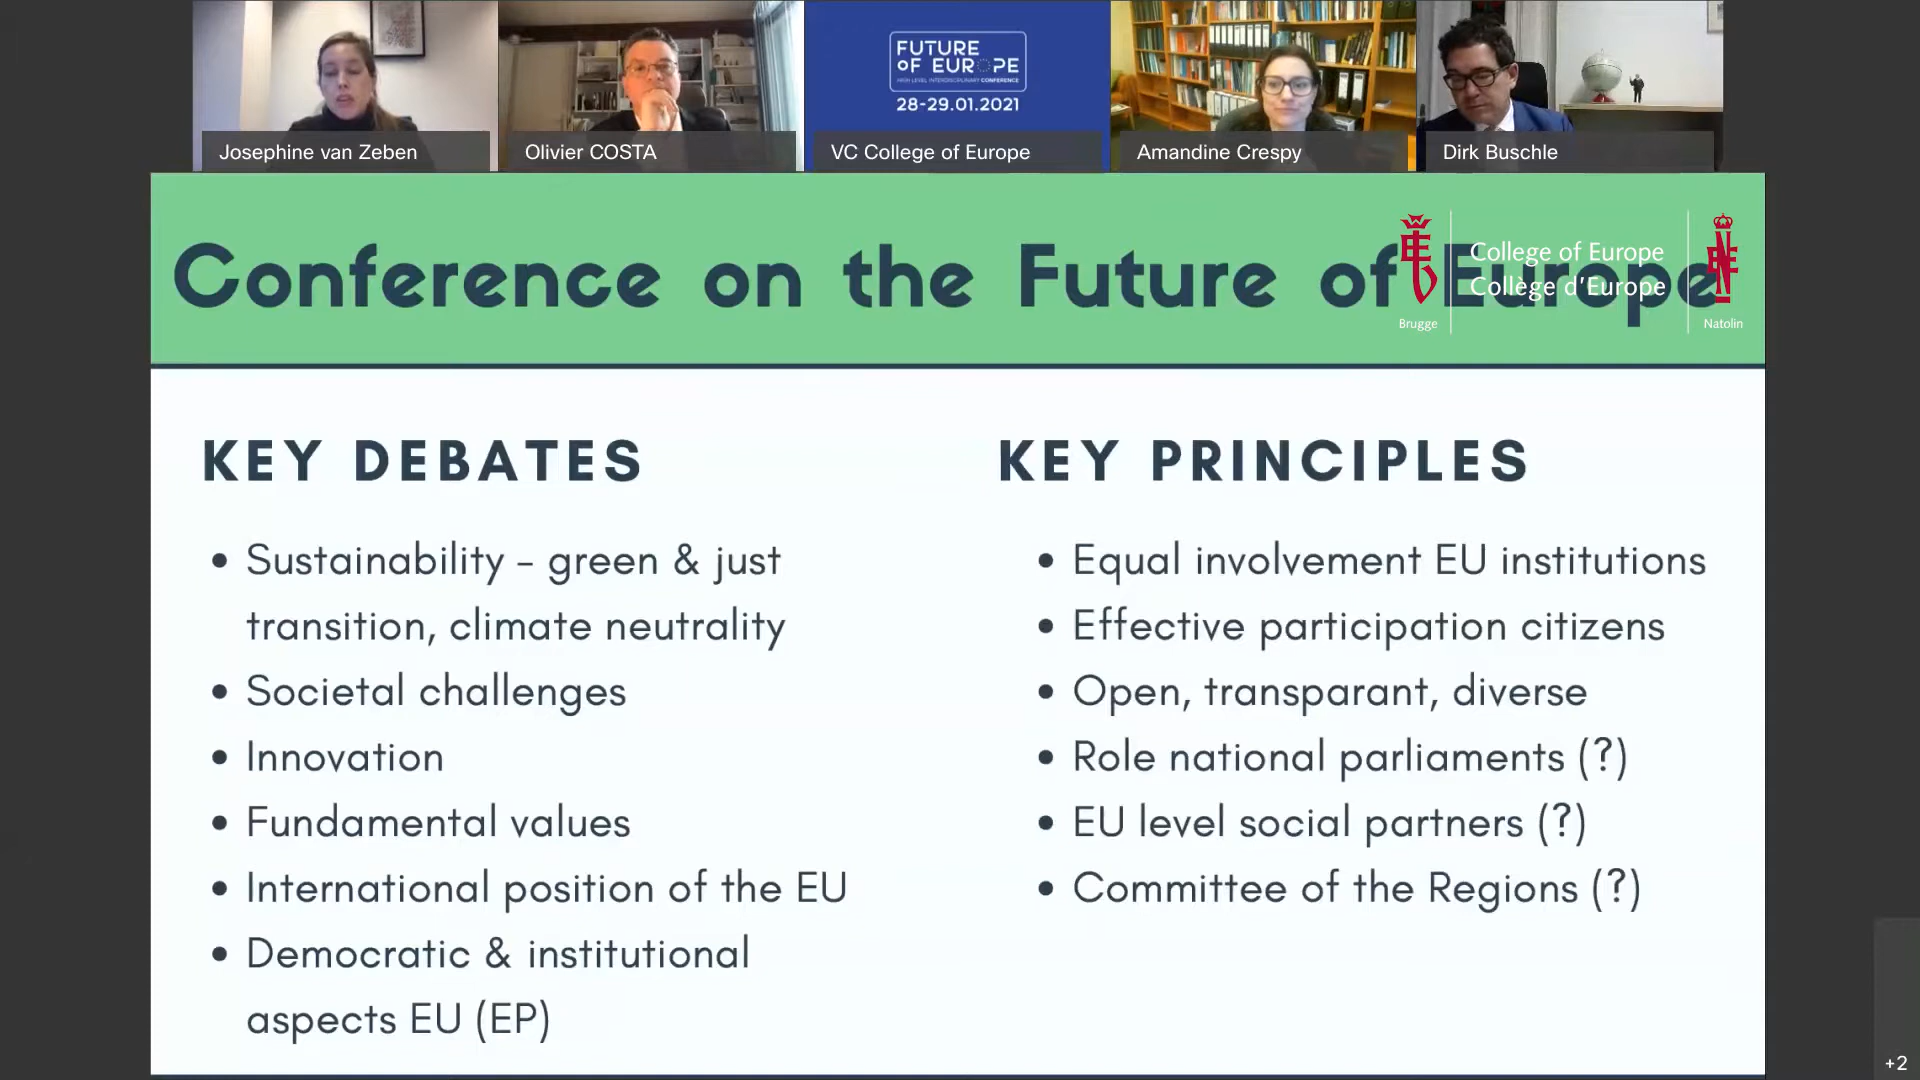 FUTURE
OF EUROPE
HIGH LEVEL INTERDISCIPLINARY CONFERENCE
28-29.01.2021
Josephine van Zeben
Olivier COSTA
VC College of Europe
Amandine Crespy
Dirk Buschle
Conference on the Future of Europe
College of Europe
Collège d'Europe
Brugge
Natolin
KEY DEBATES
• Sustainability - green & just
transition, climate neutrality
• Societal challenges
• Innovation
• Fundamental values
• International position of the EU
• Democratic & institutional
aspects EU (EP)
KEY PRINCIPLES
• Equal involvement EU institutions
• Effective participation citizens
• Open, transparant, diverse
• Role national parliaments (?)
• EU level social partners (?)
• Committee of the Regions (?)
+2